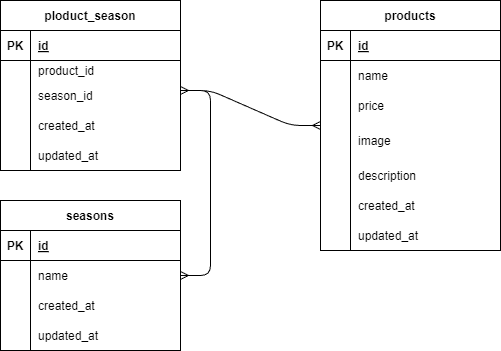 ploduct_season
PK id
product_id
season_id
created_at
updated_at
products
PK id
name
price
image
description
created_at
updated_at
seasons
PK id
name
created_at
updated_at